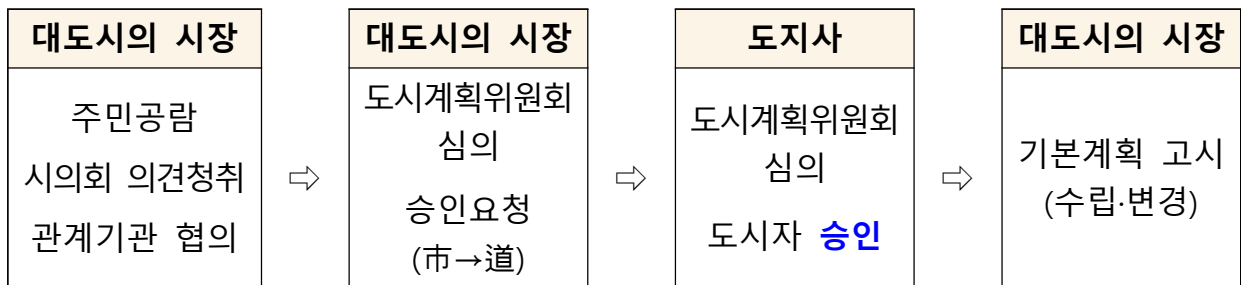 대도시의 시장
주민공람
시의회 의견청취
관계기관 협의
⇨
대도시의 시장
도시계획위원회
심의
승인요청
(市→道)
⇨
도지사
도시계획위원회
심의
도시자 승인
⇨
대도시의 시장
기본계획 고시
(수립·변경)